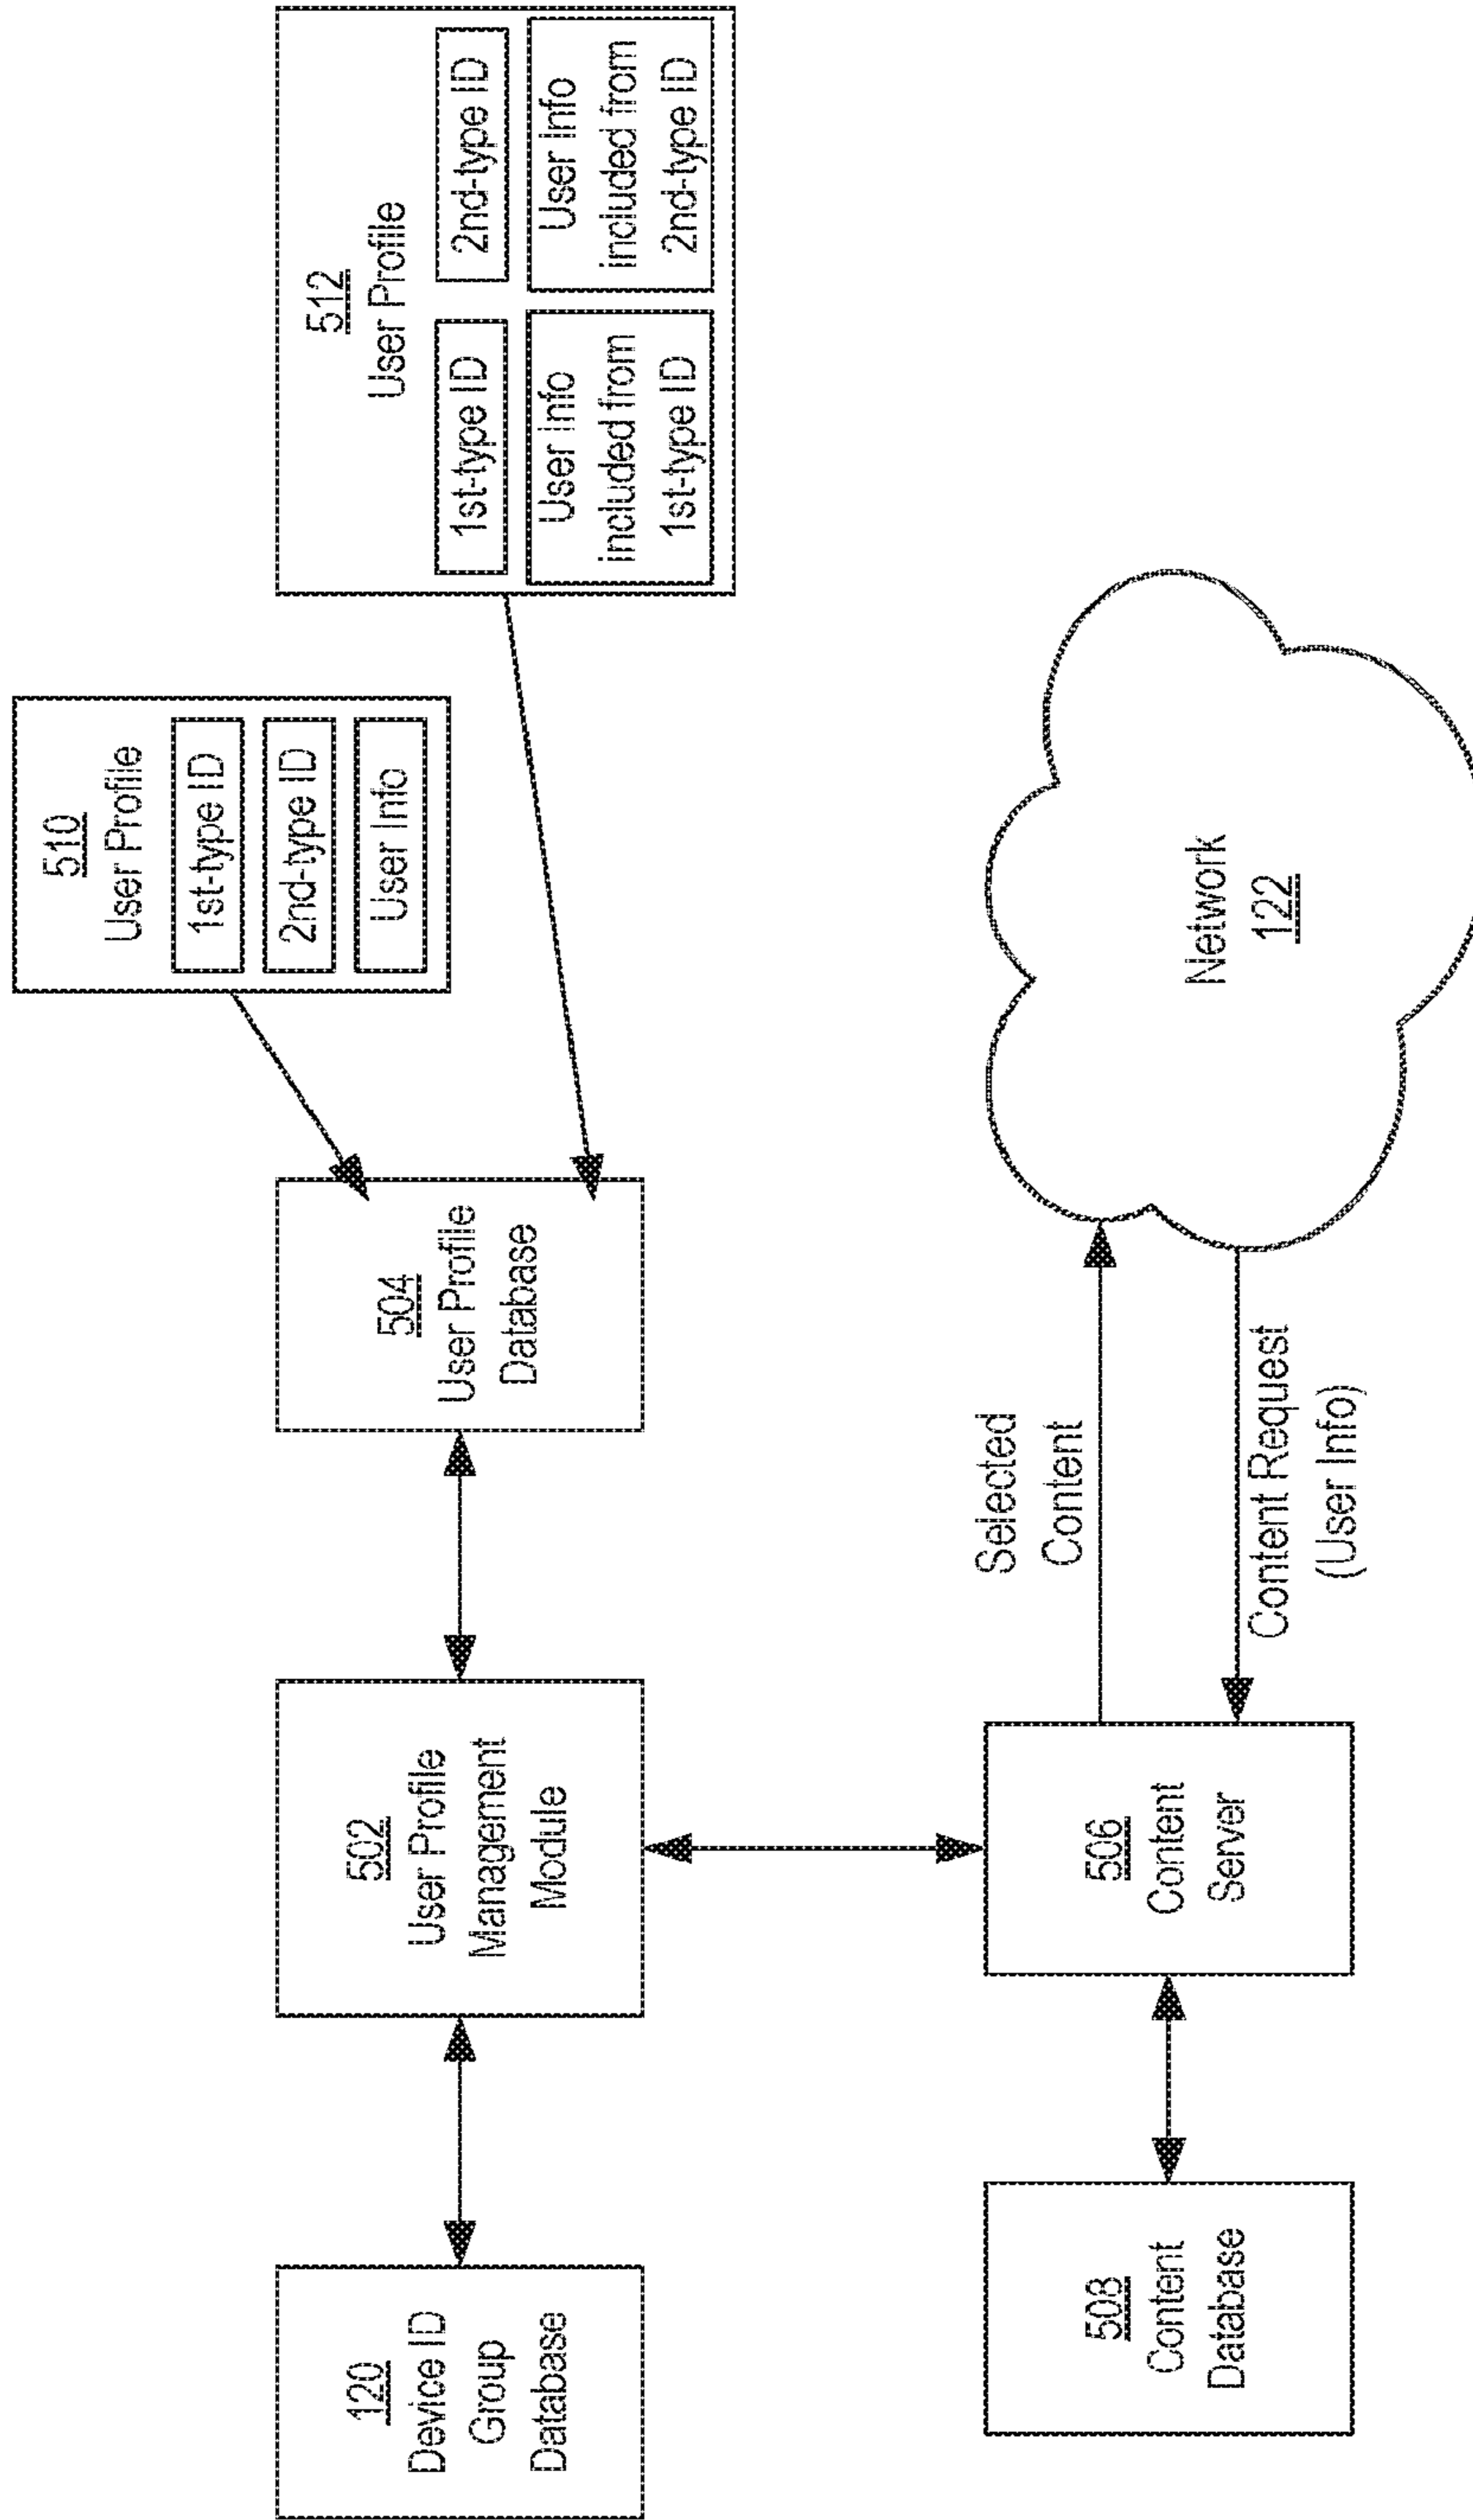 120
Device ID
Group
Database
502
User Profile
Management
Module
504
User Profile
Database
510
User Profile
1st-type ID
2nd-type ID
User Info
512
User Profile
1st-type ID
2nd-type ID
User Info
included from
1st-type ID
User Info
included from
2nd-type ID
508
Content
Database
506
Content
Server
Selected
Content
Content Request
(User Info)
Network
122